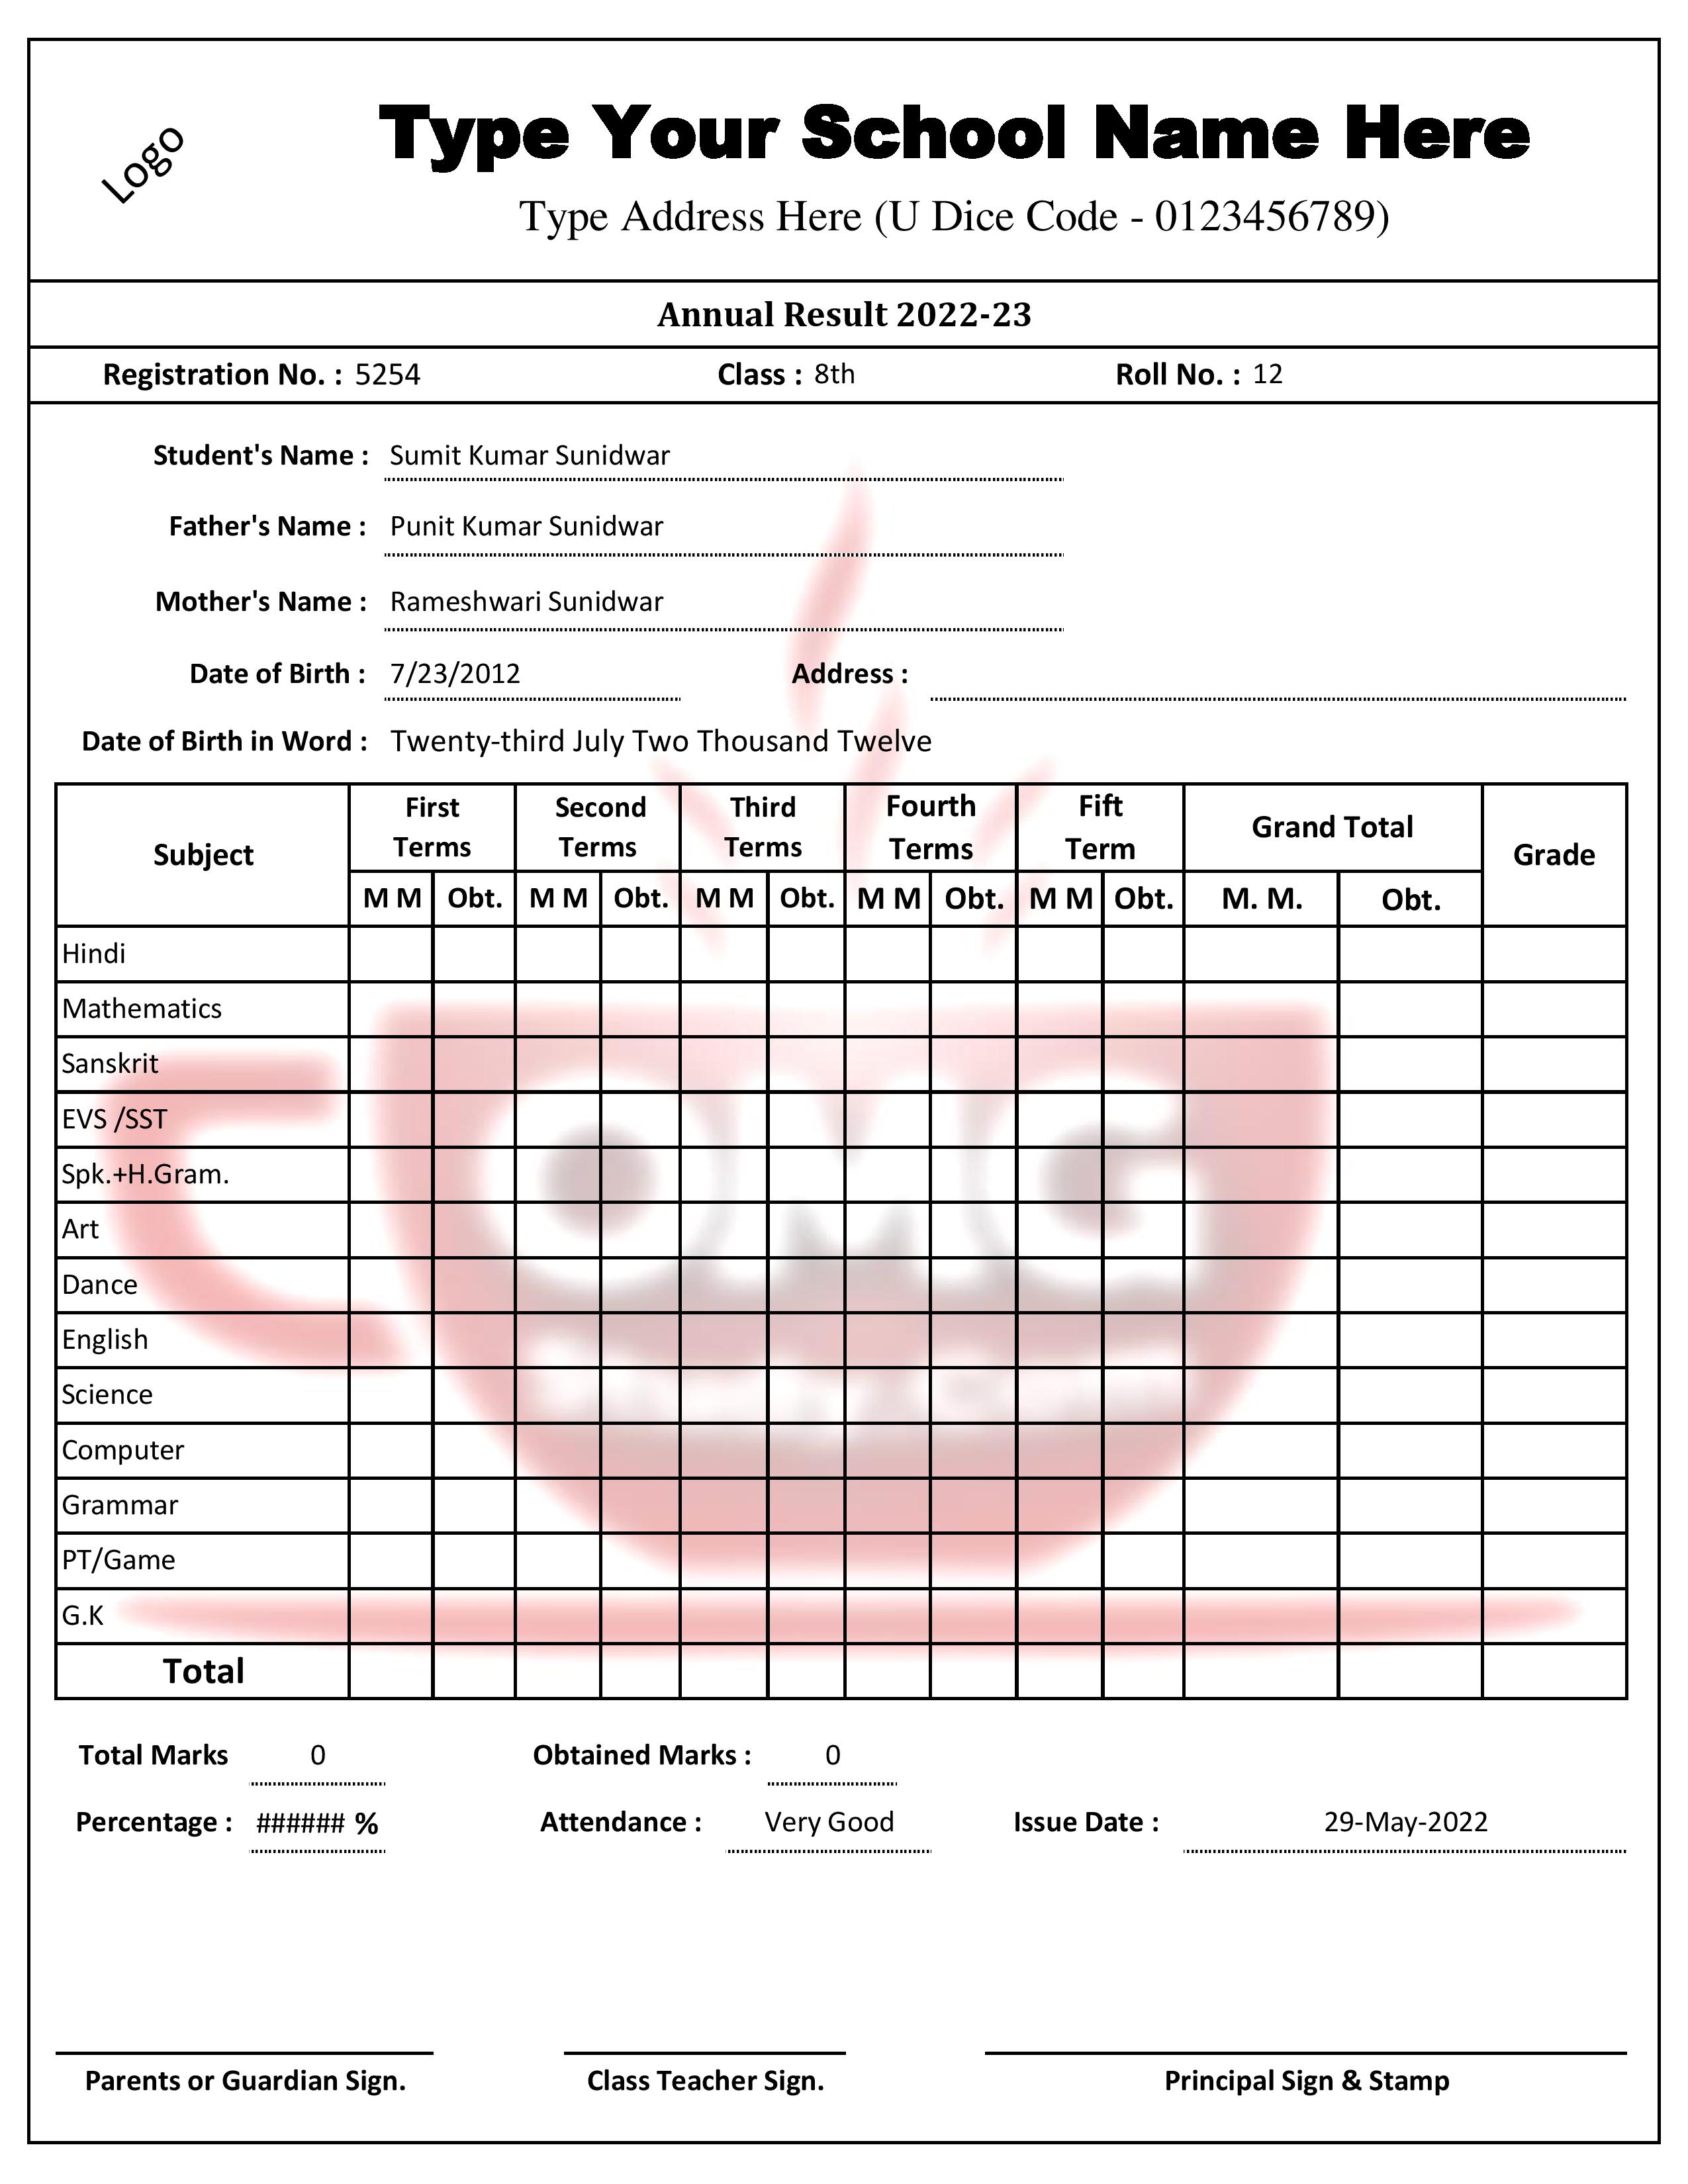 Logo
Type Your School Name Here
Type Address Here (U Dice Code - 0123456789)
Annual Result 2022-23
Registration No. : 5254 Class : 8th Roll No. : 12
Student's Name : Sumit Kumar Sunidwar
Father's Name : Punit Kumar Sunidwar
Mother's Name : Rameshwari Sunidwar
Date of Birth : 7/23/2012 Address :
Date of Birth in Word : Twenty-third July Two Thousand Twelve
Subject First Terms Second Terms Third Terms Fourth Terms Fift Term Grand Total Grade
M M Obt. M M Obt. M M Obt. M M Obt. M M Obt. M. M. Obt.
Hindi
Mathematics
Sanskrit
EVS /SST
Spk.+H.Gram.
Art
Dance
English
Science
Computer
Grammar
PT/Game
G.K
Total
Total Marks 0 Obtained Marks : 0
Percentage : ###### % Attendance : Very Good Issue Date : 29-May-2022
Parents or Guardian Sign. Class Teacher Sign. Principal Sign & Stamp